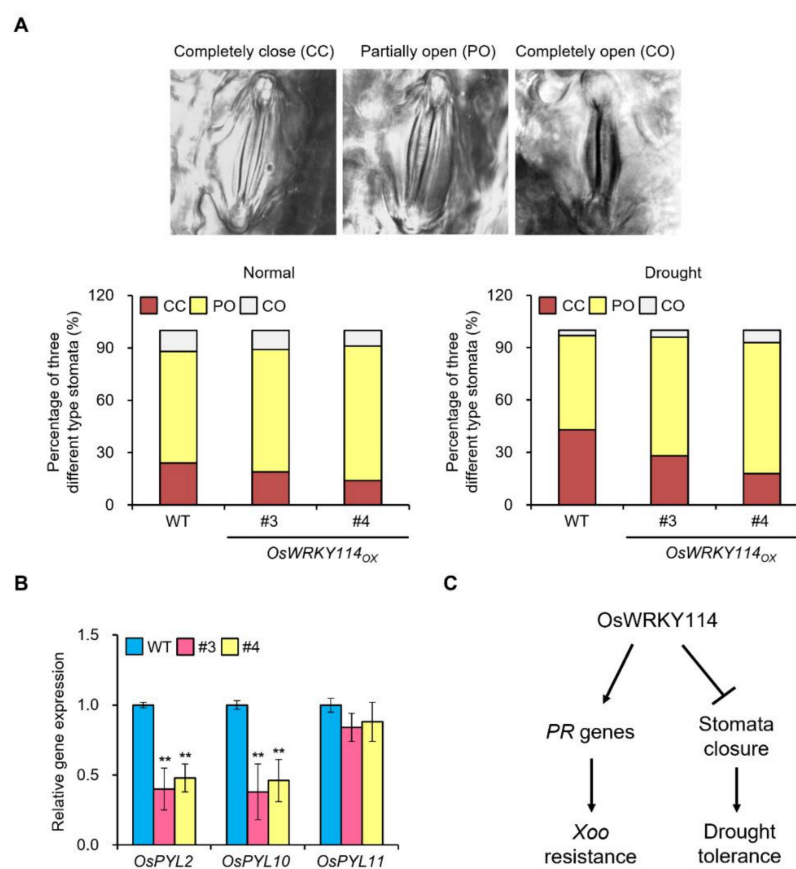 A
Completely close (CC) Partially open (PO) Completely open (CO)
Normal
Percentage of three
different type stomata (%)
120
90
60
30
0
CC PO CO
WT #3 #4
OsWRKY114OX
Drought
Percentage of three
different type stomata (%)
120
90
60
30
0
CC PO CO
WT #3 #4
OsWRKY114OX
B
Relative gene expression
1.5
1.0
0.5
0.0
WT #3 #4
** ** ** **
OsPYL2 OsPYL10 OsPYL11
C
OsWRKY114
PR genes
Stomata
closure
Xoo
resistance
Drought
tolerance